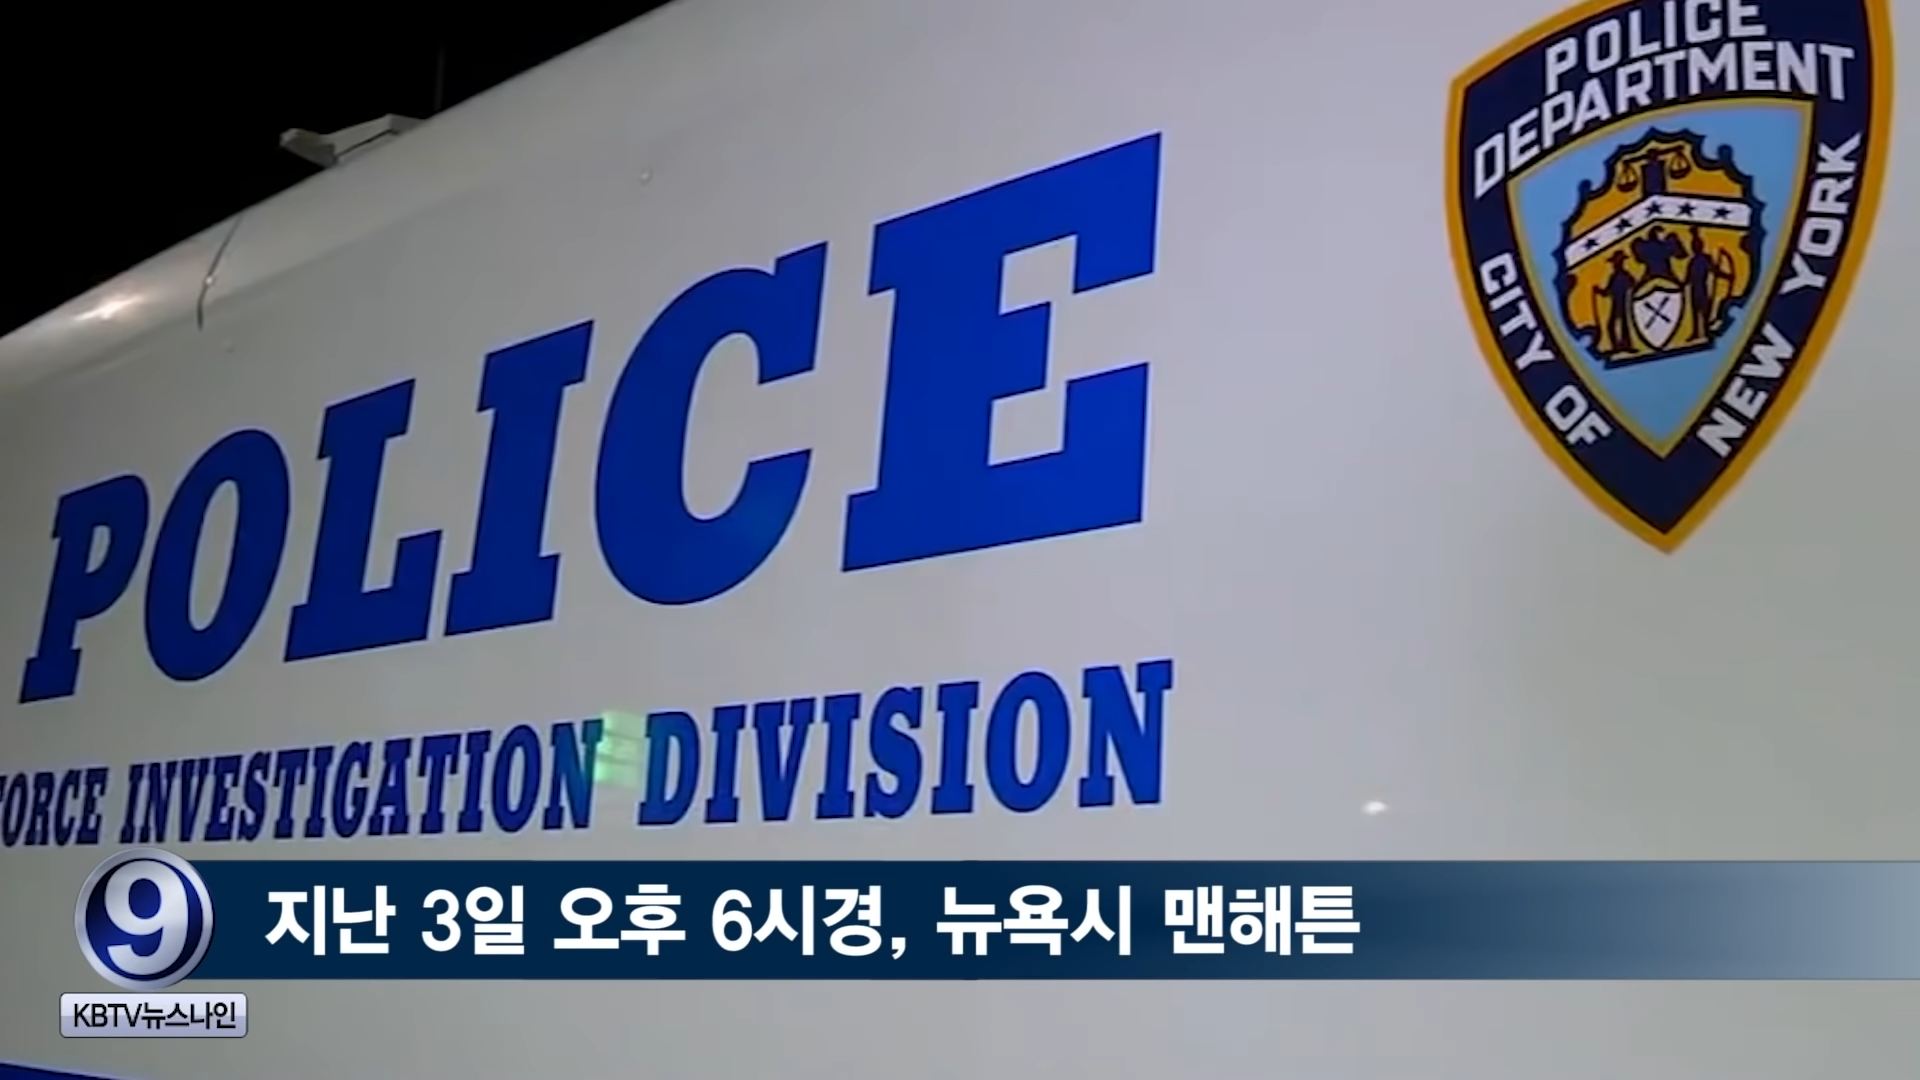 POLICE
DEPARTMENT
CITY OF
NEW YORK
POLICE
FORCE INVESTIGATION DIVISION
9
지난 3일 오후 6시경, 뉴욕시 맨해튼
KBTV뉴스나인